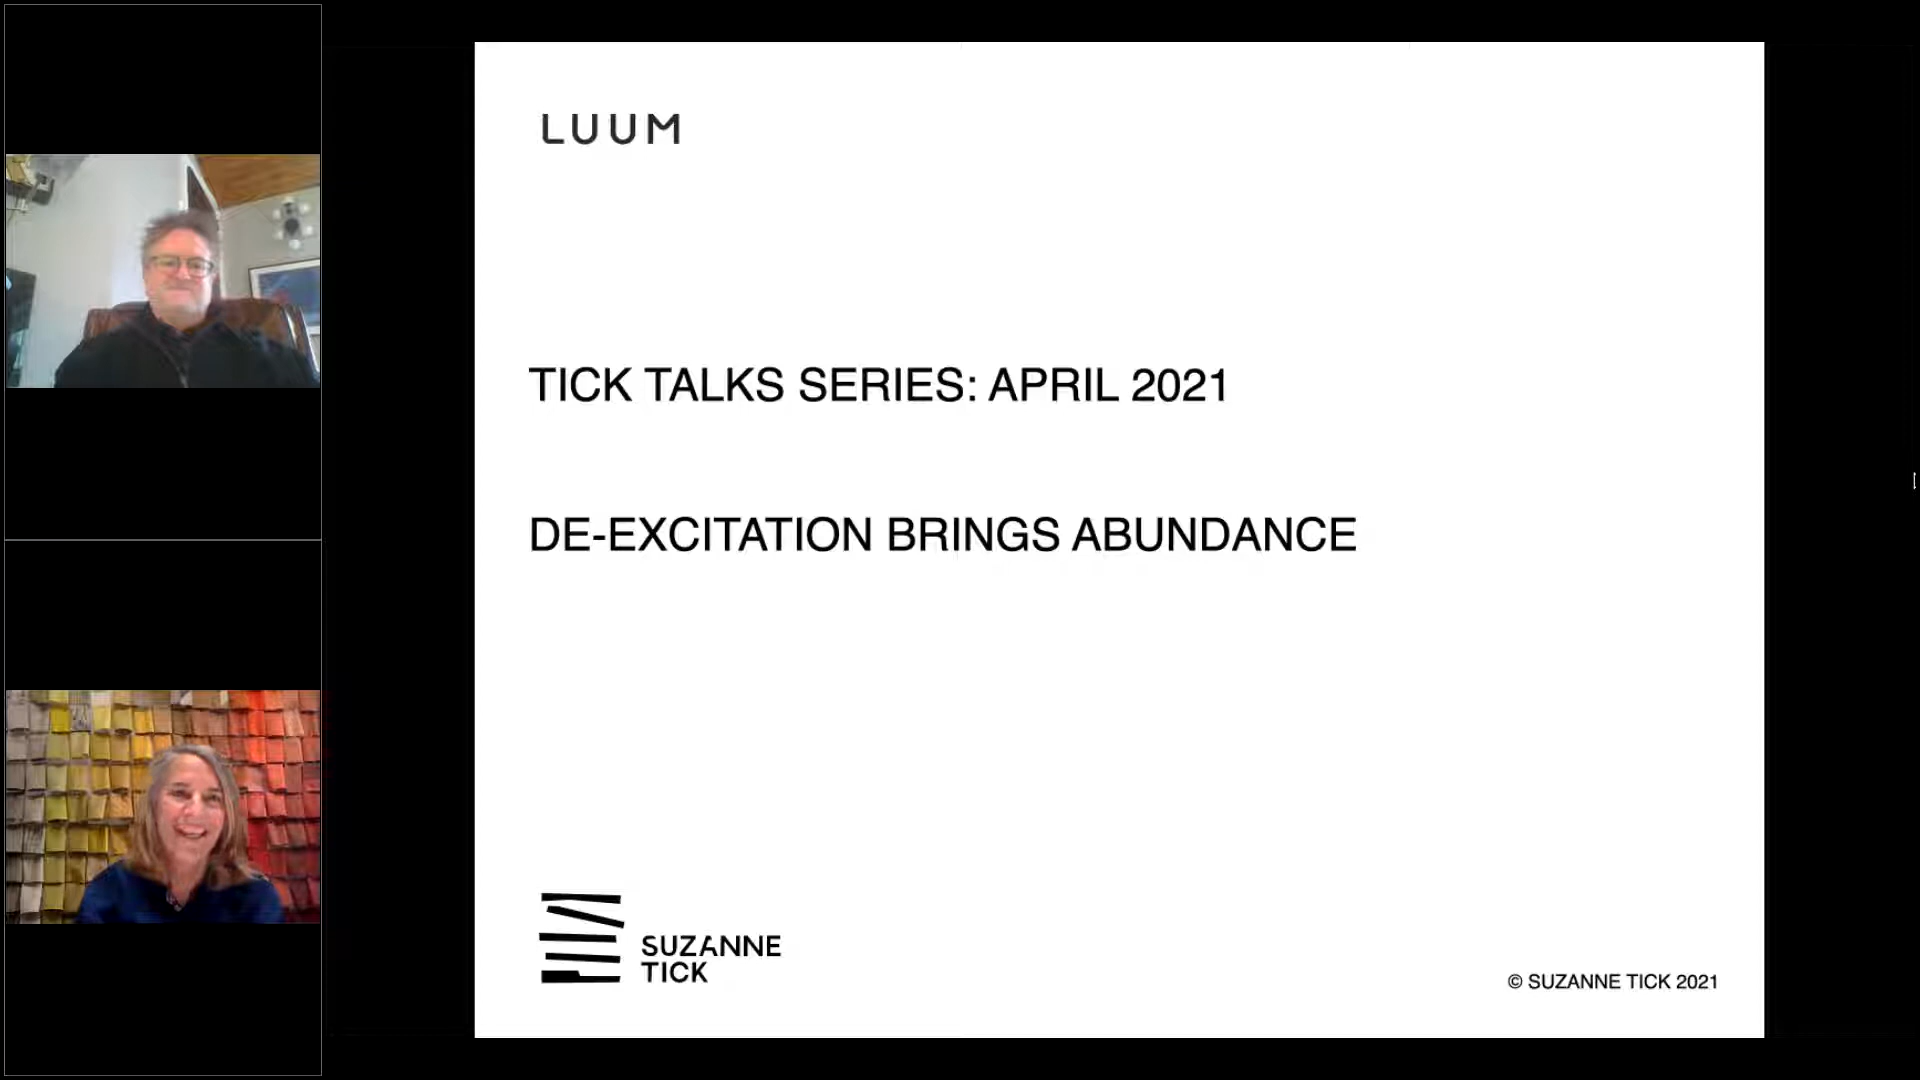 LUUM
TICK TALKS SERIES: APRIL 2021
DE-EXCITATION BRINGS ABUNDANCE
SUZANNE
TICK
© SUZANNE TICK 2021